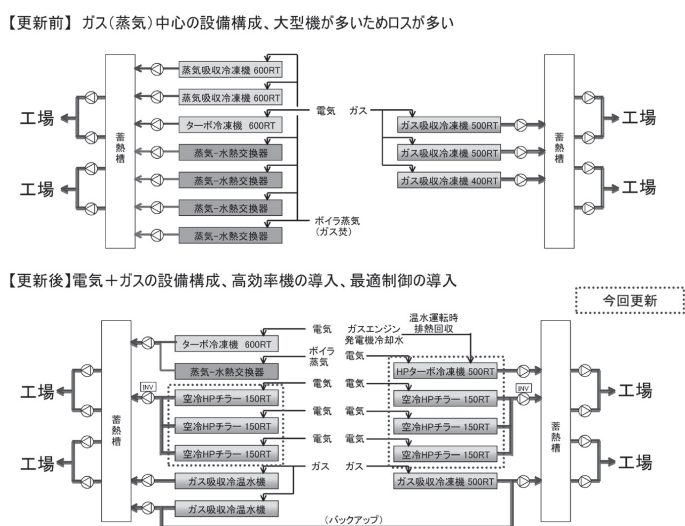 【更新前】 ガス(蒸気)中心の設備構成、大型機が多いためロスが多い
蒸気吸収冷凍機 600RT
蒸気吸収冷凍機 600RT
ターボ冷凍機 600RT
蒸気-水熱交換器
蒸気-水熱交換器
蒸気-水熱交換器
蒸気-水熱交換器
工場
工場
蓄熱槽
電気
ボイラ蒸気
(ガス焚)
ガス
ガス吸収冷凍機 500RT
ガス吸収冷凍機 500RT
ガス吸収冷凍機 400RT
蓄熱槽
工場
工場
【更新後】電気+ガスの設備構成、高効率機の導入、最適制御の導入
今回更新
ターボ冷凍機 600RT
蒸気-水熱交換器
空冷HPチラー 150RT
空冷HPチラー 150RT
空冷HPチラー 150RT
ガス吸収冷温水機
ガス吸収冷温水機
INV
工場
工場
蓄熱槽
電気
ボイラ
蒸気
電気
電気
電気
ガス
温水運転時
排熱回収
ガスエンジン
発電機冷却水
電気
電気
電気
電気
ガス
HPターボ冷凍機 500RT
空冷HPチラー 150RT
空冷HPチラー 150RT
空冷HPチラー 150RT
ガス吸収冷凍機 500RT
INV
蓄熱槽
工場
工場
(バックアップ)